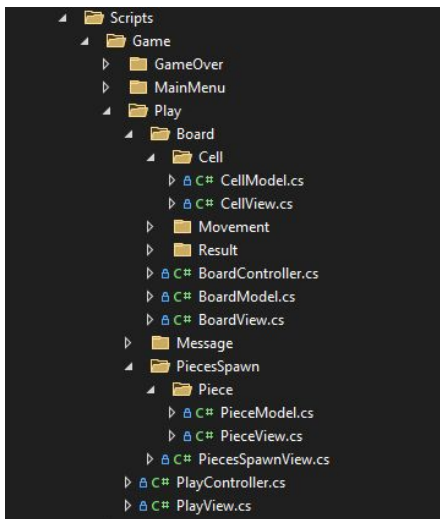 Scripts
Game
GameOver
MainMenu
Play
Board
Cell
C# CellModel.cs
C# CellView.cs
Movement
Result
C# BoardController.cs
C# BoardModel.cs
C# BoardView.cs
Message
PiecesSpawn
Piece
C# PieceModel.cs
C# PieceView.cs
C# PiecesSpawnView.cs
C# PlayController.cs
C# PlayView.cs